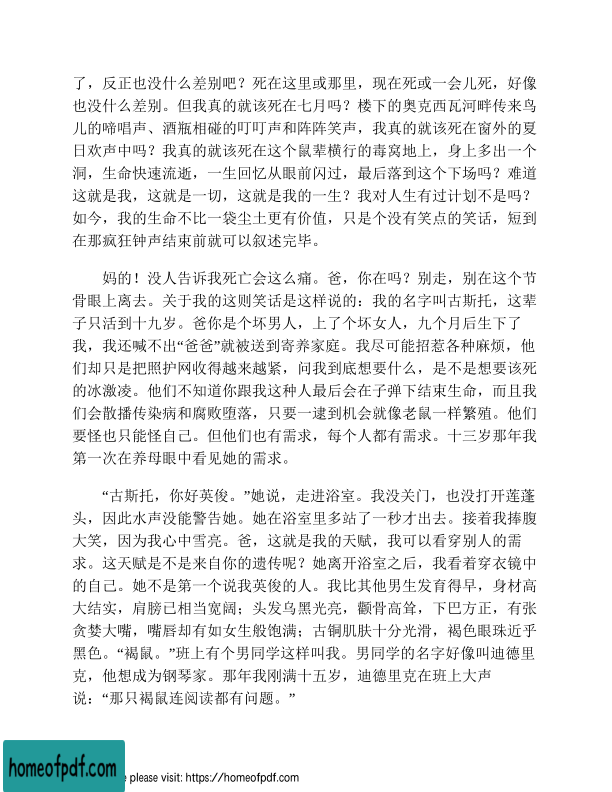 了，反正也没什么差别吧？死在这里或那里，现在死或一会儿死，好像
也没什么差别。但我真的就该死在七月吗？楼下的奥克西瓦河畔传来鸟
儿的啼唱声、酒瓶相碰的叮叮声和阵阵笑声，我真的就该死在窗外的夏
日欢声中吗？我真的就该死在这个鼠辈横行的毒窝地上，身上多出一个
洞，生命快速流逝，一生回忆从眼前闪过，最后落到这个下场吗？难道
这就是我，这就是一切，这就是我的一生？我对人生有过计划不是吗？
如今，我的生命不比一袋尘土更有价值，只是个没有笑点的笑话，短到
在那疯狂钟声结束前就可以叙述完毕。
妈的！没人告诉我死亡会这么痛。爸，你在吗？别走，别在这个节
骨眼上离去。关于我的这则笑话是这样说的：我的名字叫古斯托，这辈
子只活到十九岁。爸你是个坏男人，上了个坏女人，九个月后生下了
我，我还喊不出“爸爸”就被送到寄养家庭。我尽可能招惹各种麻烦，他
们却只是把照护网收得越来越紧，问我到底想要什么，是不是想要该死
的冰激凌。他们不知道你跟我这种人最后会在子弹下结束生命，而且我
们会散播传染病和腐败堕落，只要一逮到机会就像老鼠一样繁殖。他们
要怪也只能怪自己。但他们也有需求，每个人都有需求。十三岁那年我
第一次在养母眼中看见她的需求。
“古斯托，你好英俊。”她说，走进浴室。我没关门，也没打开莲蓬
头，因此水声没能警告她。她在浴室里多站了一秒才出去。接着我捧腹
大笑，因为我心中雪亮。爸，这就是我的天赋，我可以看穿别人的需
求。这天赋是不是来自你的遗传呢？她离开浴室之后，我看着穿衣镜中
的自己。她不是第一个说我英俊的人。我比其他男生发育得早，身材高
大结实，肩膀已相当宽阔；头发乌黑光亮，颧骨高耸，下巴方正，有张
贪婪大嘴，嘴唇却有如女生般饱满；古铜肌肤十分光滑，褐色眼珠近乎
黑色。“褐鼠。”班上有个男同学这样叫我。男同学的名字好像叫迪德里
克，他想成为钢琴家。那年我刚满十五岁，迪德里克在班上大声
说：“那只褐鼠连阅读都有问题。”
homeofpdf.com
e please visit: https://homeofpdf.com